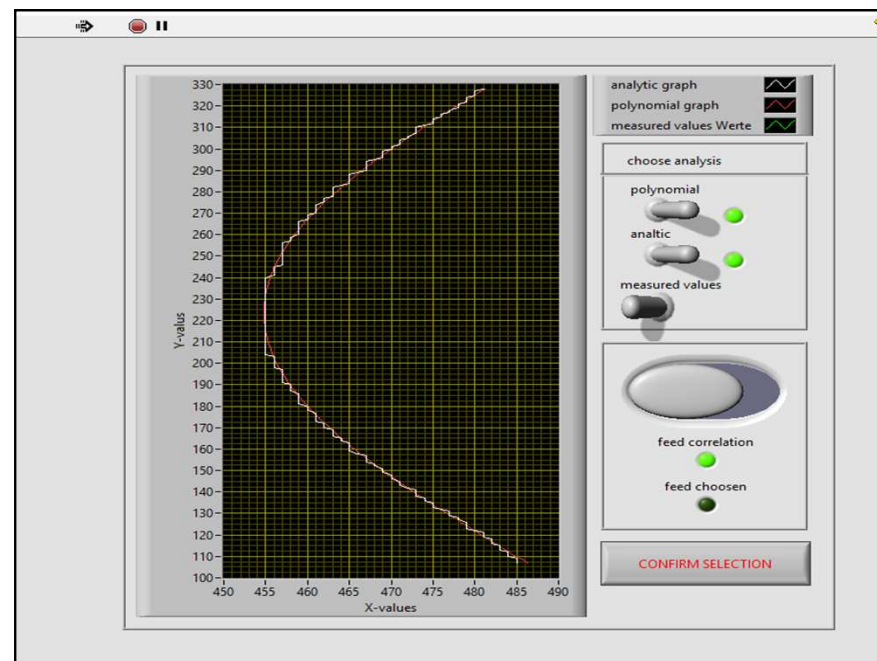 analytic graph
polynomial graph
measured values Werte
choose analysis
polynomial
analtic
measured values
feed correlation
feed choosen
CONFIRM SELECTION
Y-valus
330
320
310
300
290
280
270
260
250
240
230
220
210
200
190
180
170
160
150
140
130
120
110
100
450 455 460 465 470 475 480 485 490
X-values